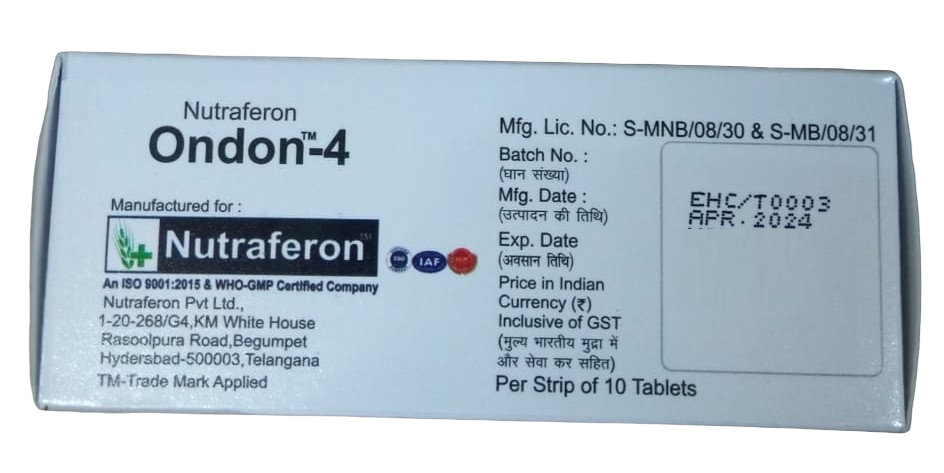 Nutraferon
Ondon™-4
Manufactured for :
Nutraferon™
ISO
IAF
An ISO 9001:2015 & WHO-GMP Certified Company
Nutraferon Pvt Ltd.,
1-20-268/G4,KM White House
Rasoolpura Road,Begumpet
Hyderabad-500003,Telangana
TM-Trade Mark Applied
Mfg. Lic. No.: S-MNB/08/30 & S-MB/08/31
Batch No. :
(घान संख्या)
Mfg. Date :
(उत्पादन की तिथि)
Exp. Date
(अवसान तिथि)
Price in Indian
Currency (₹)
Inclusive of GST
(मुल्य भारतीय मुद्रा में
और सेवा कर सहित)
Per Strip of 10 Tablets
EHC/T0003
APR. 2024